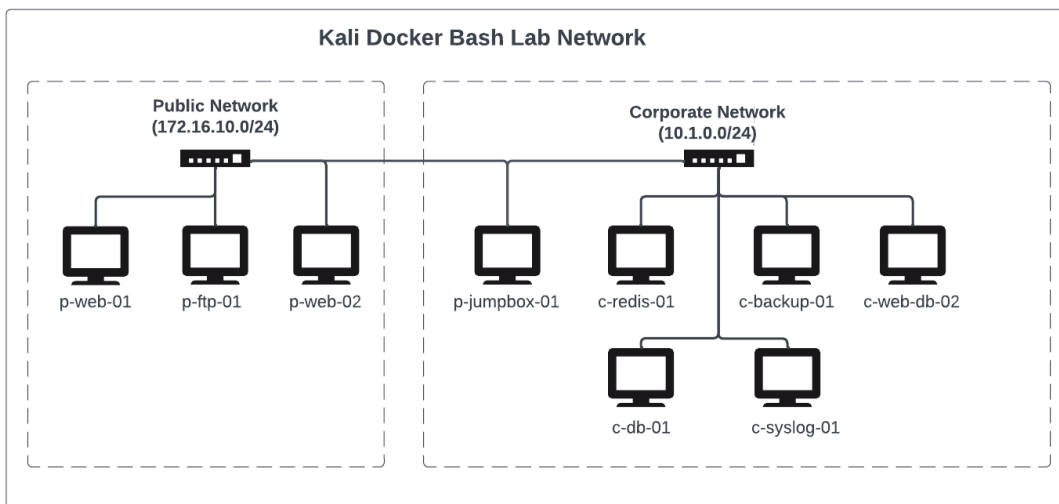 Kali Docker Bash Lab Network
Public Network
(172.16.10.0/24)
Corporate Network
(10.1.0.0/24)
p-web-01
p-ftp-01
p-web-02
p-jumpbox-01
c-redis-01
c-backup-01
c-web-db-02
c-db-01
c-syslog-01